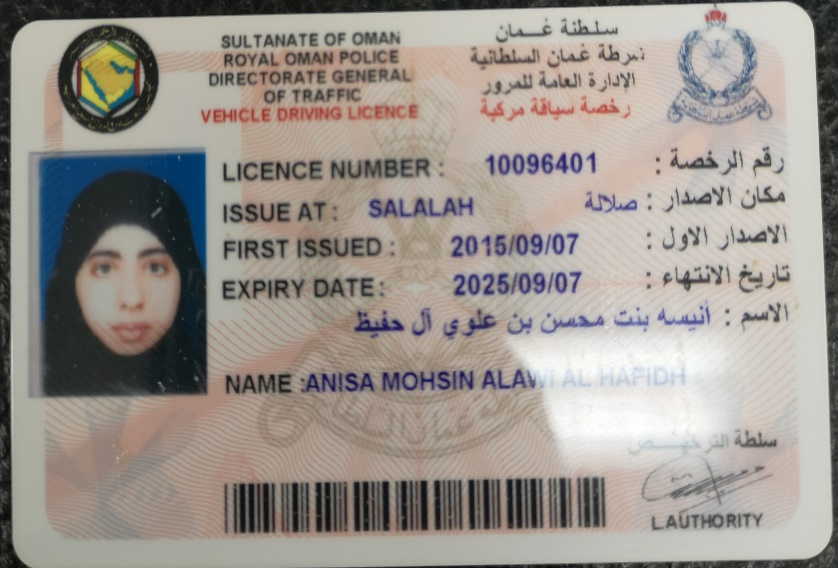 SULTANATE OF OMAN
ROYAL OMAN POLICE
DIRECTORATE GENERAL
OF TRAFFIC
VEHICLE DRIVING LICENCE
سلطنة عـمـان
شرطة عمان السلطانية
الإدارة العامة للمرور
رخصة سياقة مركبة
LICENCE NUMBER : 10096401 رقم الرخصة :
ISSUE AT : SALALAH مكان الاصدار : صلالة
FIRST ISSUED : 2015/09/07 الاصدار الاول :
EXPIRY DATE : 2025/09/07 تاريخ الانتهاء :
الاسم : أنيسه بنت محسن بن علوي آل حفيظ
NAME :ANISA MOHSIN ALAWI AL HAFIDH
سلطة الترخيـص
L.AUTHORITY